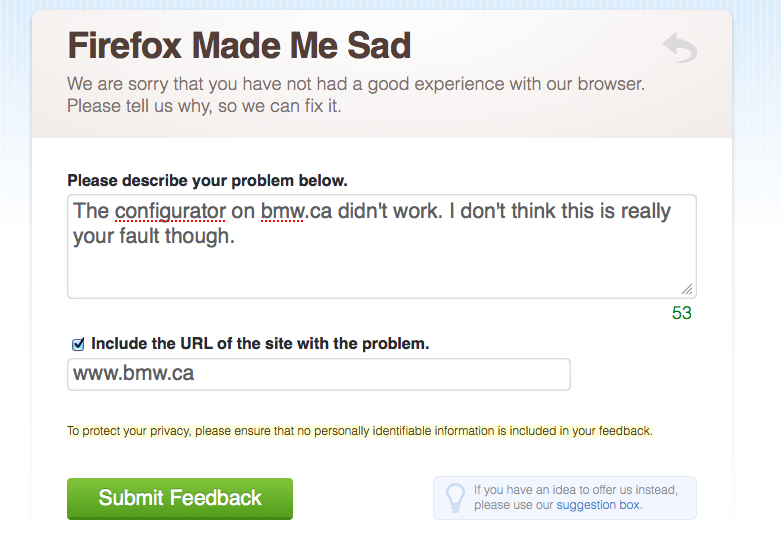 Firefox Made Me Sad
We are sorry that you have not had a good experience with our browser.
Please tell us why, so we can fix it.
Please describe your problem below.
The configurator on bmw.ca didn't work. I don't think this is really
your fault though.
53
Include the URL of the site with the problem.
www.bmw.ca
To protect your privacy, please ensure that no personally identifiable information is included in your feedback.
Submit Feedback
If you have an idea to offer us instead,
please use our suggestion box.